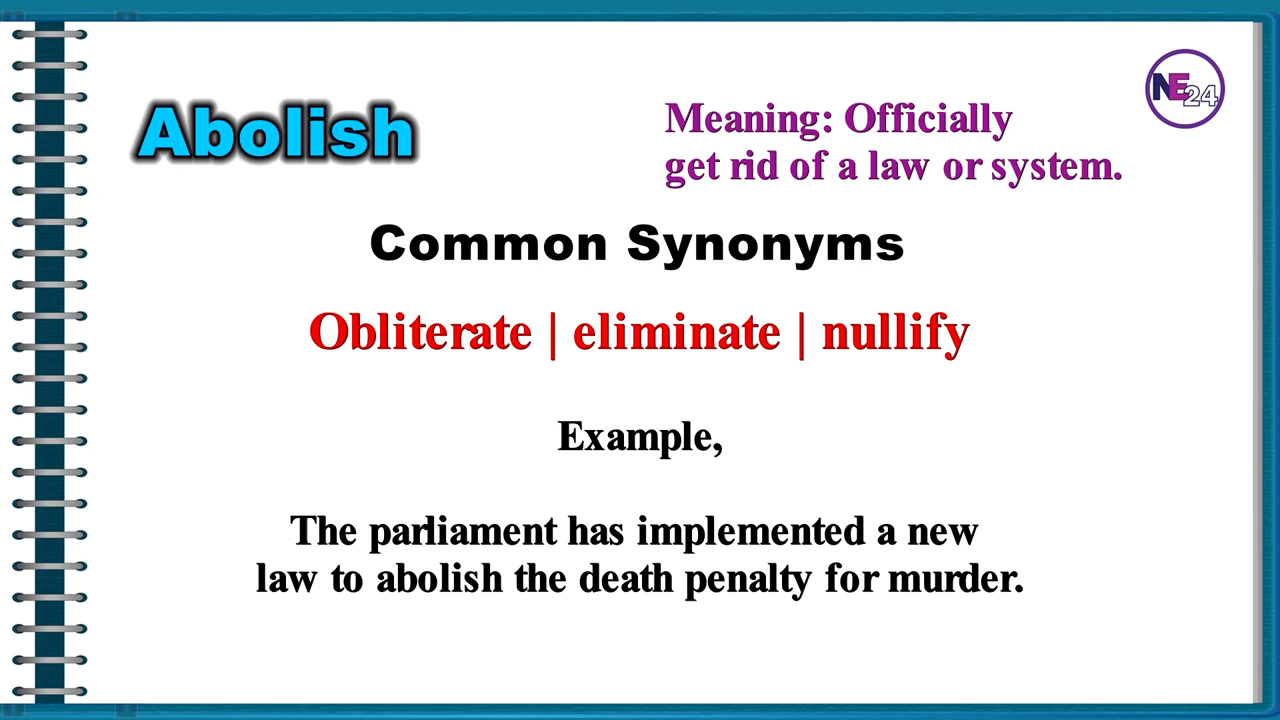 Abolish
Meaning: Officially
get rid of a law or system.
NE24
Common Synonyms
Obliterate | eliminate | nullify
Example,
The parliament has implemented a new
law to abolish the death penalty for murder.